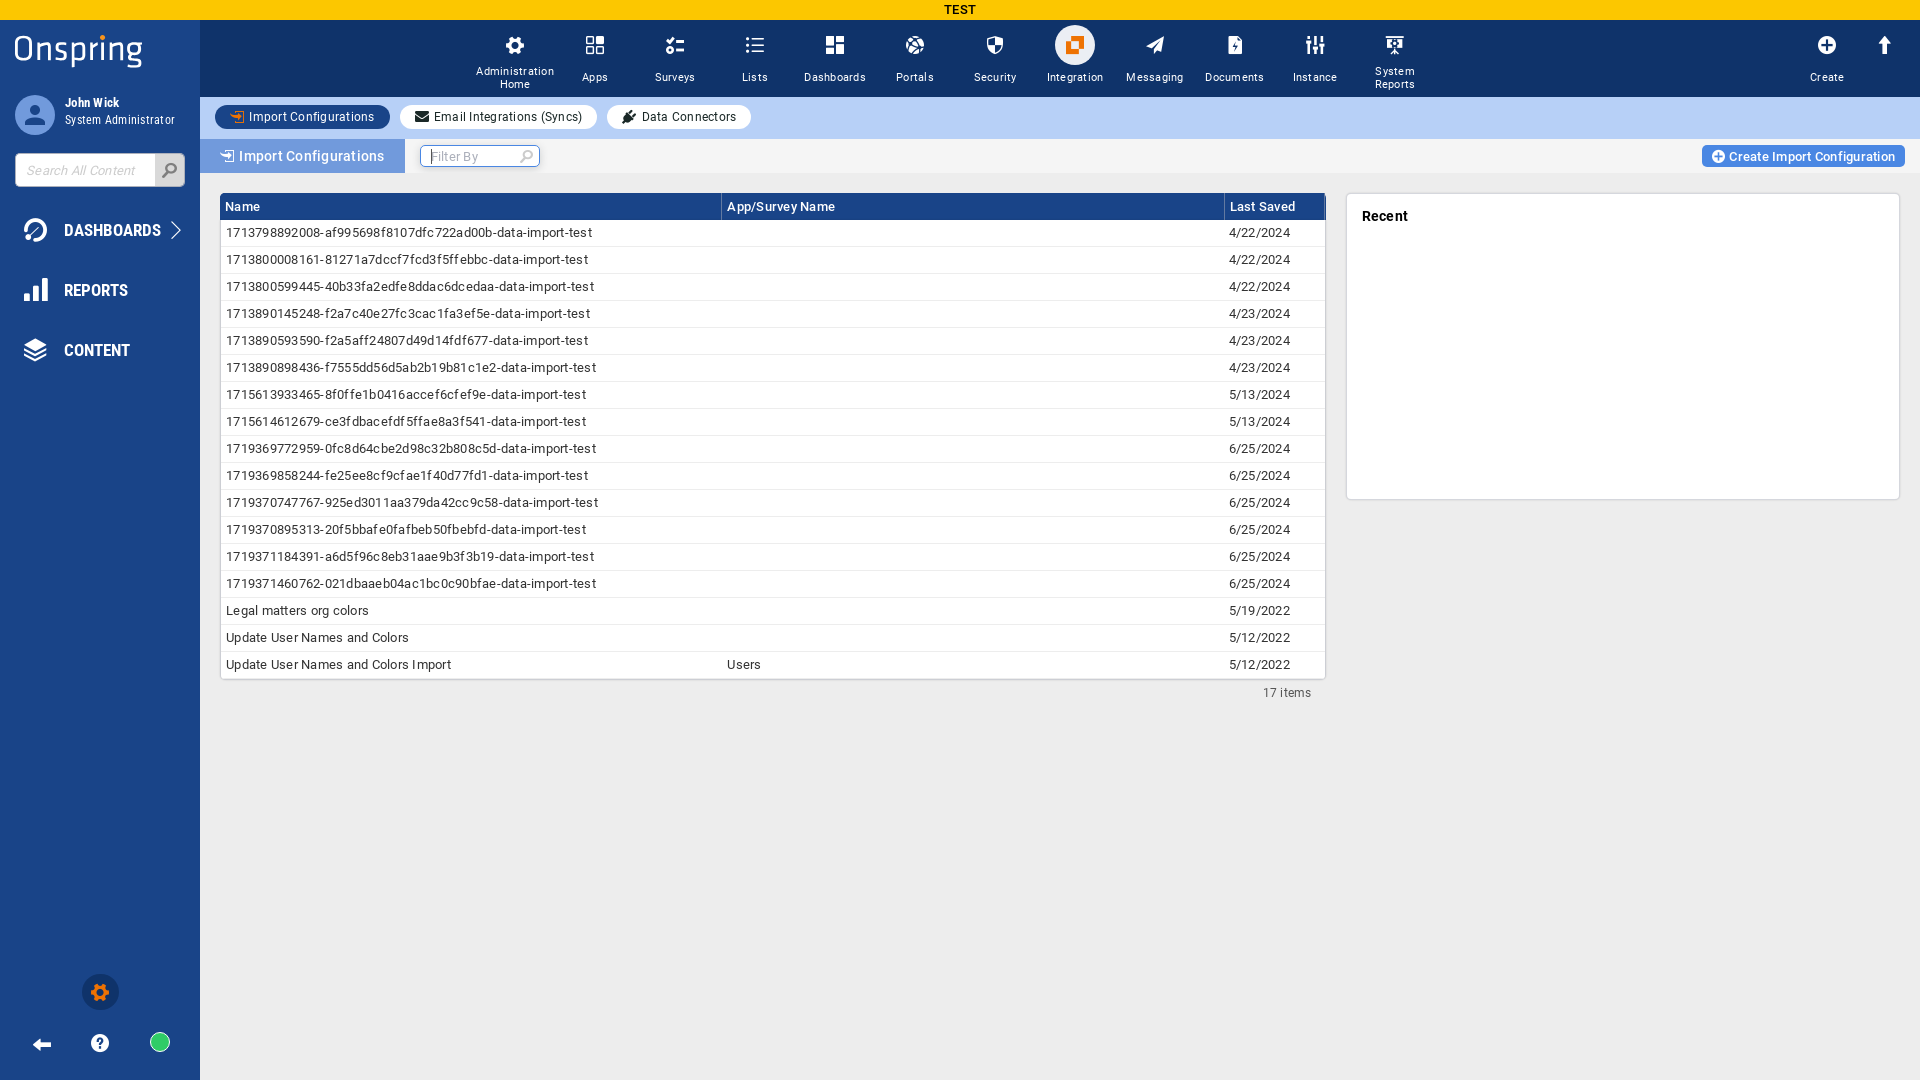 TEST
Onspring
John Wick
System Administrator
Search All Content
DASHBOARDS
REPORTS
CONTENT
Administration Home
Apps
Surveys
Lists
Dashboards
Portals
Security
Integration
Messaging
Documents
Instance
System Reports
Create
Import Configurations
Email Integrations (Syncs)
Data Connectors
Import Configurations
Filter By
Create Import Configuration
Name App/Survey Name Last Saved
1713798892008-af995698f8107dfc722ad00b-data-import-test 4/22/2024
1713800008161-81271a7dccf7fcd3f5ffebbc-data-import-test 4/22/2024
1713800599445-40b33fa2edfe8ddac6dcedaa-data-import-test 4/22/2024
1713890145248-f2a7c40e27fc3cac1fa3ef5e-data-import-test 4/23/2024
1713890593590-f2a5aff24807d49d14fdf677-data-import-test 4/23/2024
1713890898436-f7555dd56d5ab2b19b81c1e2-data-import-test 4/23/2024
1715613933465-8f0ffe1b0416accef6cfef9e-data-import-test 5/13/2024
1715614612679-ce3fdbacefdf5ffae8a3f541-data-import-test 5/13/2024
1719369772959-0fc8d64cbe2d98c32b808c5d-data-import-test 6/25/2024
1719369858244-fe25ee8cf9cfae1f40d77fd1-data-import-test 6/25/2024
1719370747767-925ed3011aa379da42cc9c58-data-import-test 6/25/2024
1719370895313-20f5bbafe0fafbeb50fbebfd-data-import-test 6/25/2024
1719371184391-a6d5f96c8eb31aae9b3f3b19-data-import-test 6/25/2024
1719371460762-021dbaaeb04ac1bc0c90bfae-data-import-test 6/25/2024
Legal matters org colors 5/19/2022
Update User Names and Colors 5/12/2022
Update User Names and Colors Import Users 5/12/2022
17 items
Recent